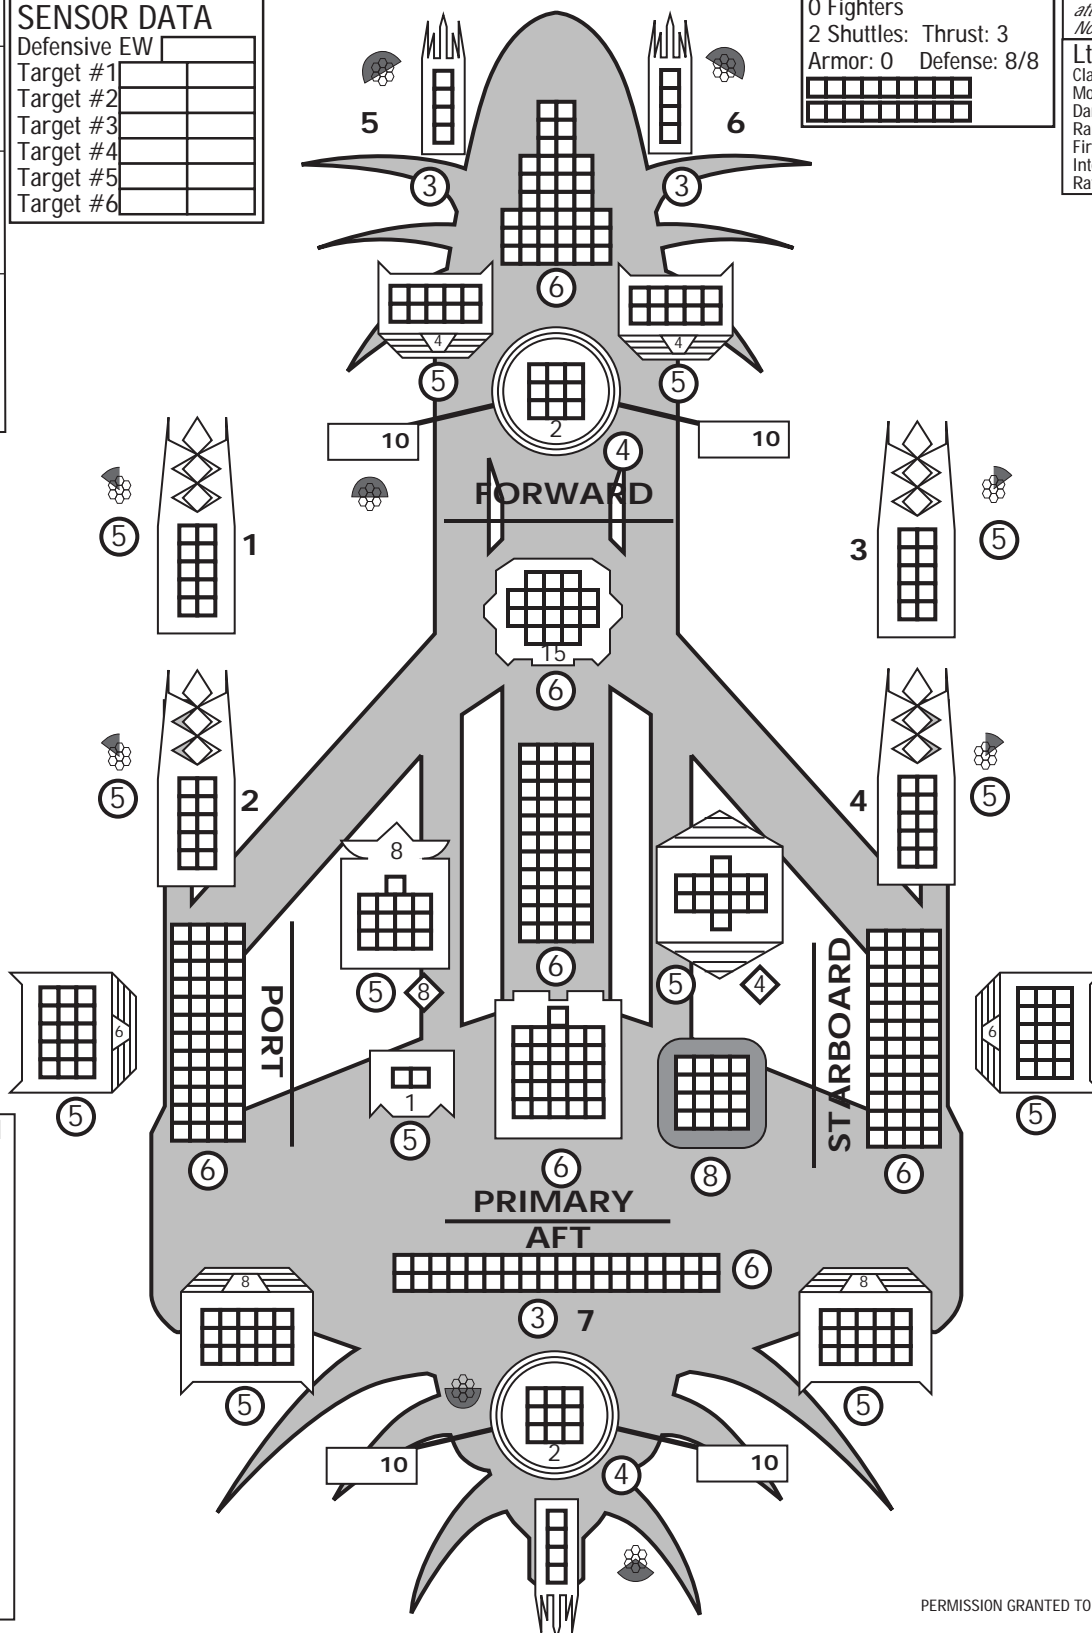 SENSOR DATA
Defensive EW
Target #1
Target #2
Target #3
Target #4
Target #5
Target #6
0 Fighters
2 Shuttles: Thrust: 3
Armor: 0 Defense: 8/8
5
6
3
3
6
4
4
5
5
2
10
10
4
FORWARD
5
1
3
5
15
6
5
2
4
5
8
6
5
8
5
4
PORT
STARBOARD
6
6
5
5
1
5
6
6
8
6
PRIMARY
AFT
6
3
7
8
8
5
5
2
10
10
4
PERMISSION GRANTED TO